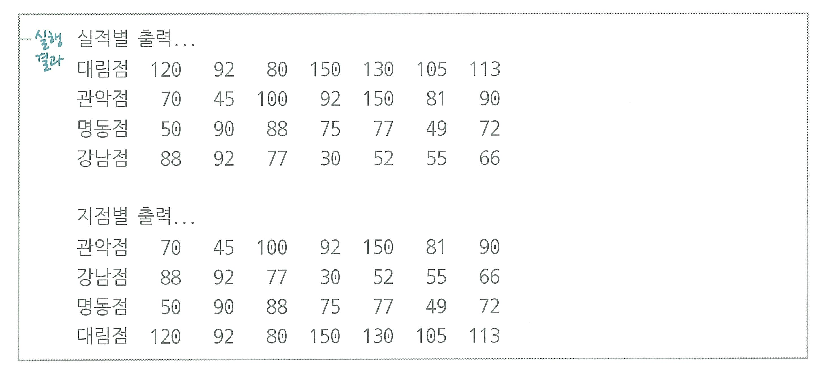 실행
결과
실적별 출력...
대림점 120 92 80 150 130 105 113
관악점 70 45 100 92 150 81 90
명동점 50 90 88 75 77 49 72
강남점 88 92 77 30 52 55 66
지점별 출력...
관악점 70 45 100 92 150 81 90
강남점 88 92 77 30 52 55 66
명동점 50 90 88 75 77 49 72
대림점 120 92 80 150 130 105 113